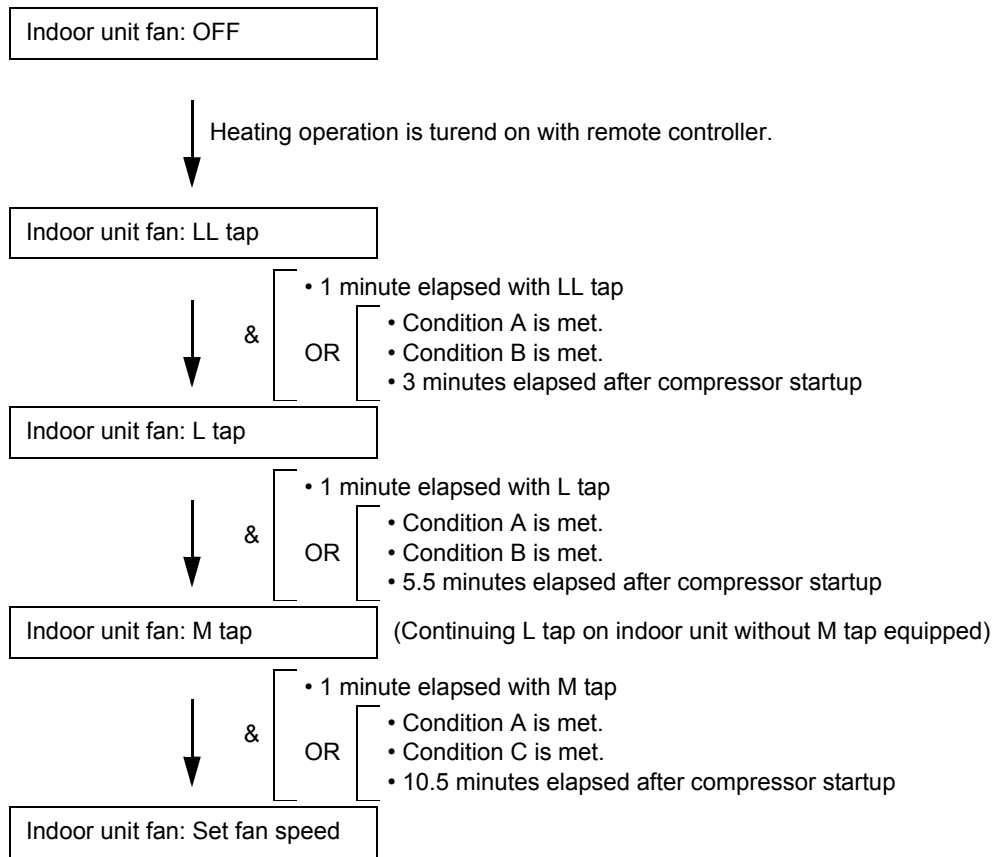 Indoor unit fan: OFF
Heating operation is turend on with remote controller.
Indoor unit fan: LL tap
• 1 minute elapsed with LL tap
&
OR
• Condition A is met.
• Condition B is met.
• 3 minutes elapsed after compressor startup
Indoor unit fan: L tap
• 1 minute elapsed with L tap
&
OR
• Condition A is met.
• Condition B is met.
• 5.5 minutes elapsed after compressor startup
Indoor unit fan: M tap (Continuing L tap on indoor unit without M tap equipped)
• 1 minute elapsed with M tap
&
OR
• Condition A is met.
• Condition C is met.
• 10.5 minutes elapsed after compressor startup
Indoor unit fan: Set fan speed